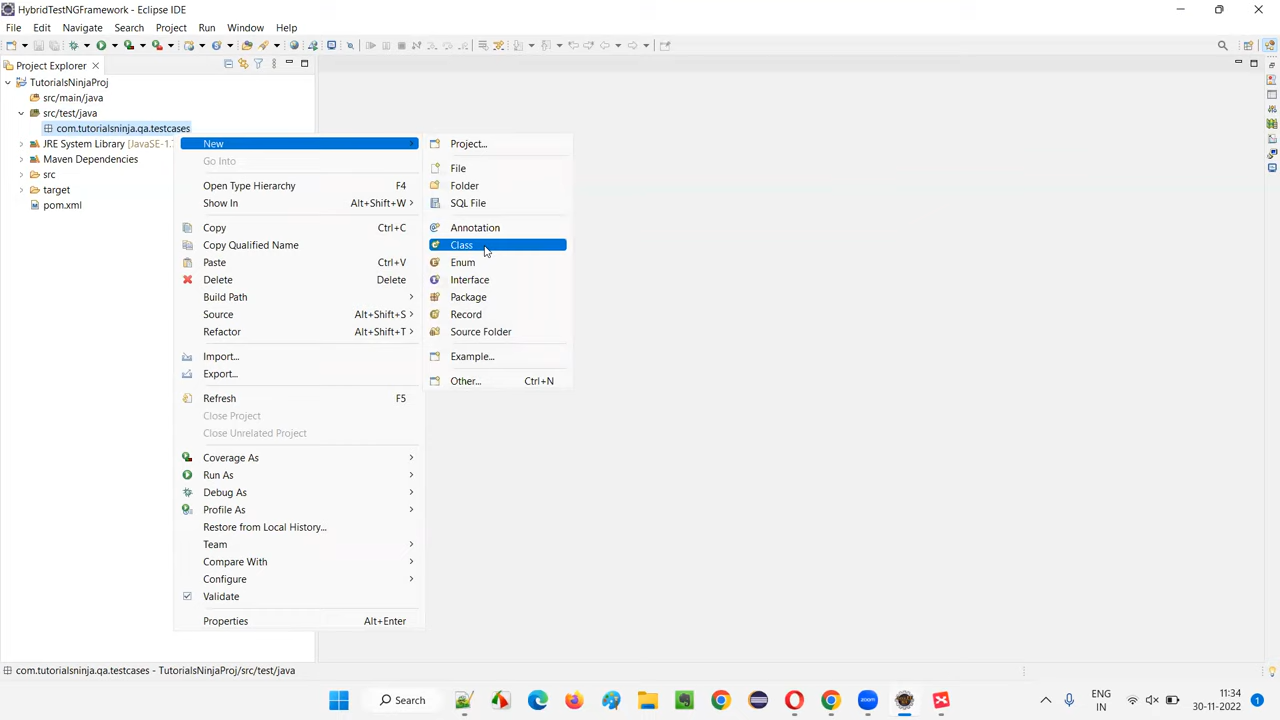 HybridTestNGFramework - Eclipse IDE
File Edit Navigate Search Project Run Window Help
Project Explorer
TutorialsNinjaProj
src/main/java
src/test/java
com.tutorialsninja.qa.testcases
JRE System Library [JavaSE-1.7
Maven Dependencies
src
target
pom.xml
New
Go Into
Open Type Hierarchy F4
Show In Alt+Shift+W
Copy Ctrl+C
Copy Qualified Name
Paste Ctrl+V
Delete Delete
Build Path
Source Alt+Shift+S
Refactor Alt+Shift+T
Import...
Export...
Refresh F5
Close Project
Close Unrelated Project
Coverage As
Run As
Debug As
Profile As
Restore from Local History...
Team
Compare With
Configure
Validate
Properties Alt+Enter
Project...
File
Folder
SQL File
Annotation
Class
Enum
Interface
Package
Record
Source Folder
Example...
Other... Ctrl+N
com.tutorialsninja.qa.testcases - TutorialsNinjaProj/src/test/java
Search
ENG
IN
11:34
30-11-2022
1